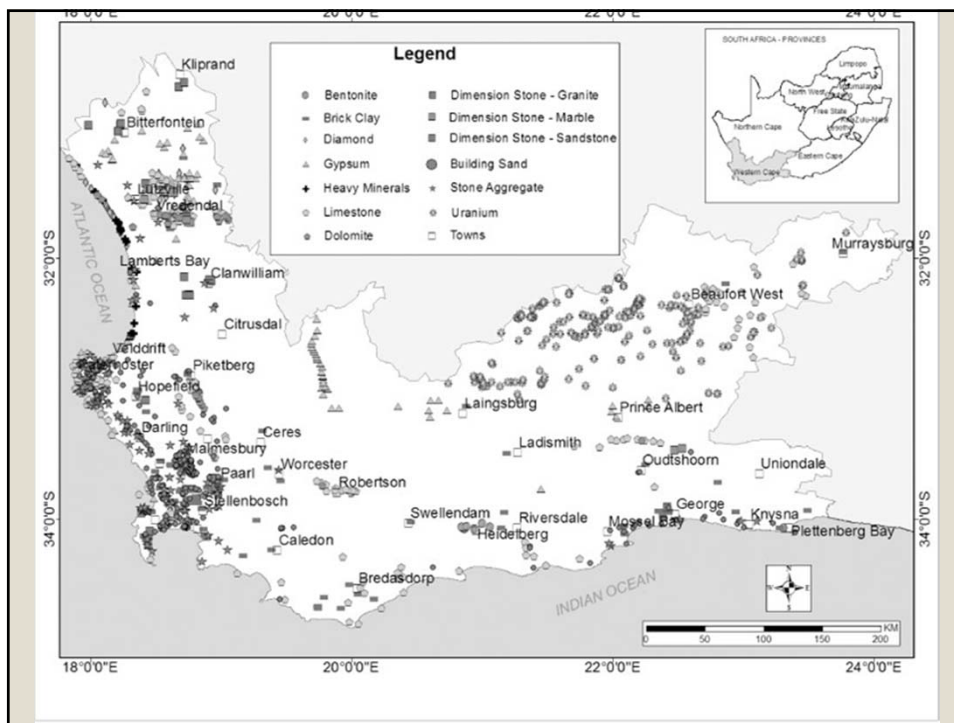 18°0'0"E
20°0'0"E
22°0'0"E
24°0'0"E
Legend
Bentonite
Brick Clay
Diamond
Gypsum
Heavy Minerals
Limestone
Dolomite
Dimension Stone - Granite
Dimension Stone - Marble
Dimension Stone - Sandstone
Building Sand
Stone Aggregate
Uranium
Towns
SOUTH AFRICA - PROVINCES
Limpopo
North West
Free State
Northern Cape
Eastern Cape
Western Cape
Kliprand
Bitterfontein
Lutzville
Vredendal
ATLANTIC OCEAN
32°0'0"S
32°0'0"S
Murraysburg
Lamberts Bay
Clanwilliam
Beaufort West
Citrusdal
Velddrift
Paternoster
Piketberg
Hopefield
Laingsburg
Prince Albert
Darling
Ceres
Malmesbury
Ladismith
Worcester
Oudtshoorn
Uniondale
Paarl
Robertson
Stellenbosch
Swellendam
Riversdale
George
Mossel Bay
Knysna
34°0'0"S
34°0'0"S
Heidelberg
Plettenberg Bay
Caledon
Bredasdorp
INDIAN OCEAN
N
W
E
S
KM
0
50
100
150
200
18°0'0"E
20°0'0"E
22°0'0"E
24°0'0"E